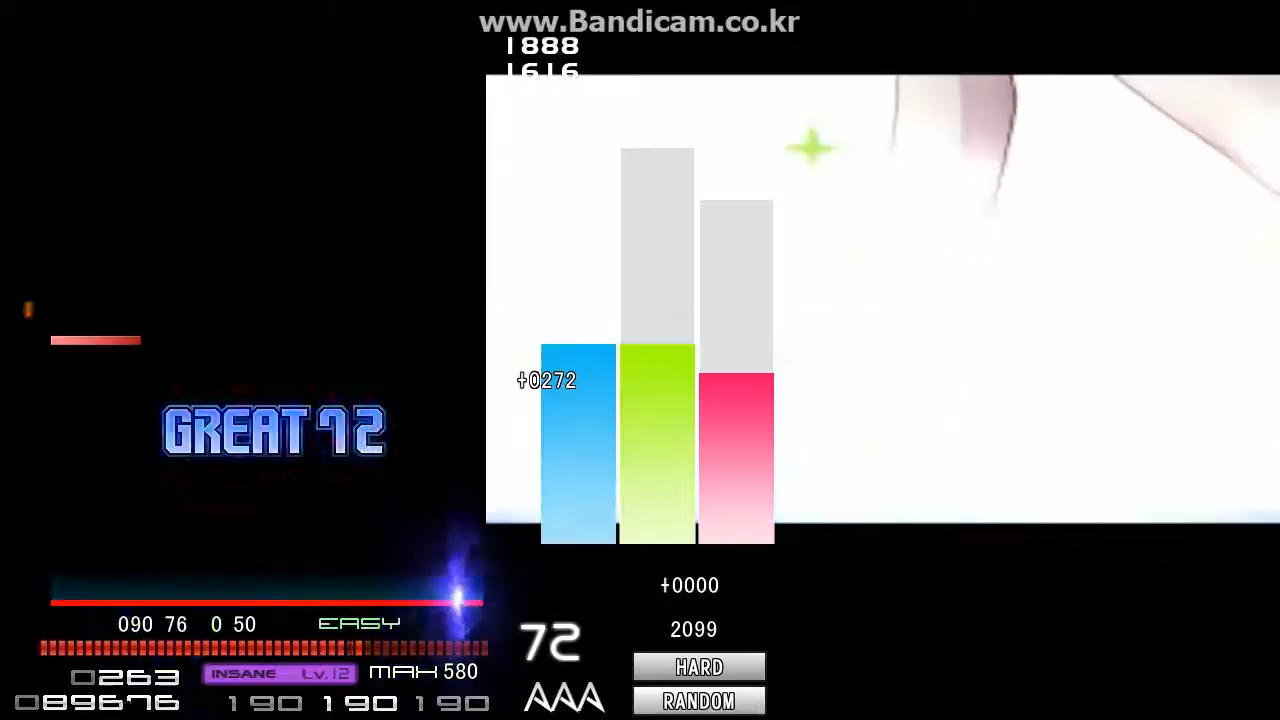 www.Bandicam.co.kr
1888
1616
+0272
GREAT 72
+0000
090 76 0 50 EASY
2099
72
HARD
0263 INSANE Lv.12 MAX 580
089676 190 190 190
AAA
RANDOM